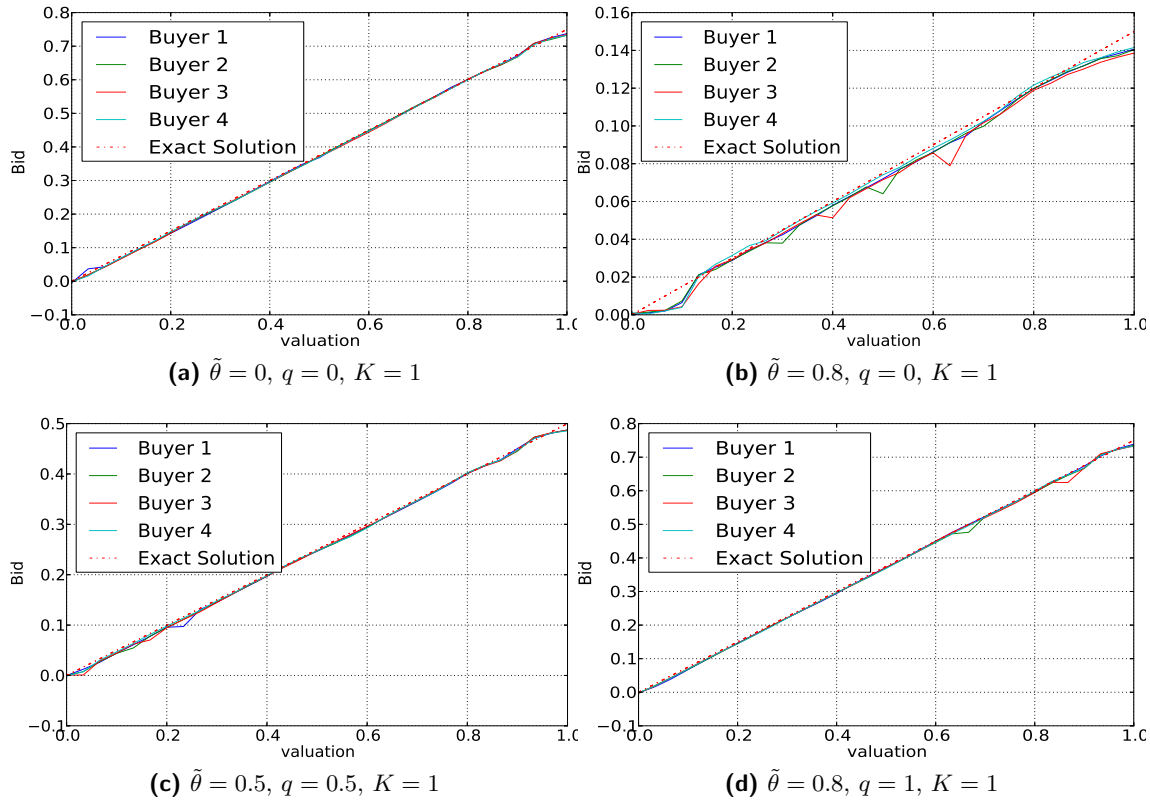 0.8
0.7
0.6
0.5
0.4
0.3
0.2
0.1
0.0
−0.1
Bid
Buyer 1
Buyer 2
Buyer 3
Buyer 4
Exact Solution
0.0 0.2 0.4 0.6 0.8 1.0
valuation
(a) θ̃ = 0, q = 0, K = 1
0.16
0.14
0.12
0.10
0.08
0.06
0.04
0.02
0.00
Bid
Buyer 1
Buyer 2
Buyer 3
Buyer 4
Exact Solution
0.0 0.2 0.4 0.6 0.8 1.0
valuation
(b) θ̃ = 0.8, q = 0, K = 1
0.5
0.4
0.3
0.2
0.1
0.0
−0.1
Bid
Buyer 1
Buyer 2
Buyer 3
Buyer 4
Exact Solution
0.0 0.2 0.4 0.6 0.8 1.0
valuation
(c) θ̃ = 0.5, q = 0.5, K = 1
0.8
0.7
0.6
0.5
0.4
0.3
0.2
0.1
0.0
−0.1
Bid
Buyer 1
Buyer 2
Buyer 3
Buyer 4
Exact Solution
0.0 0.2 0.4 0.6 0.8 1.0
valuation
(d) θ̃ = 0.8, q = 1, K = 1